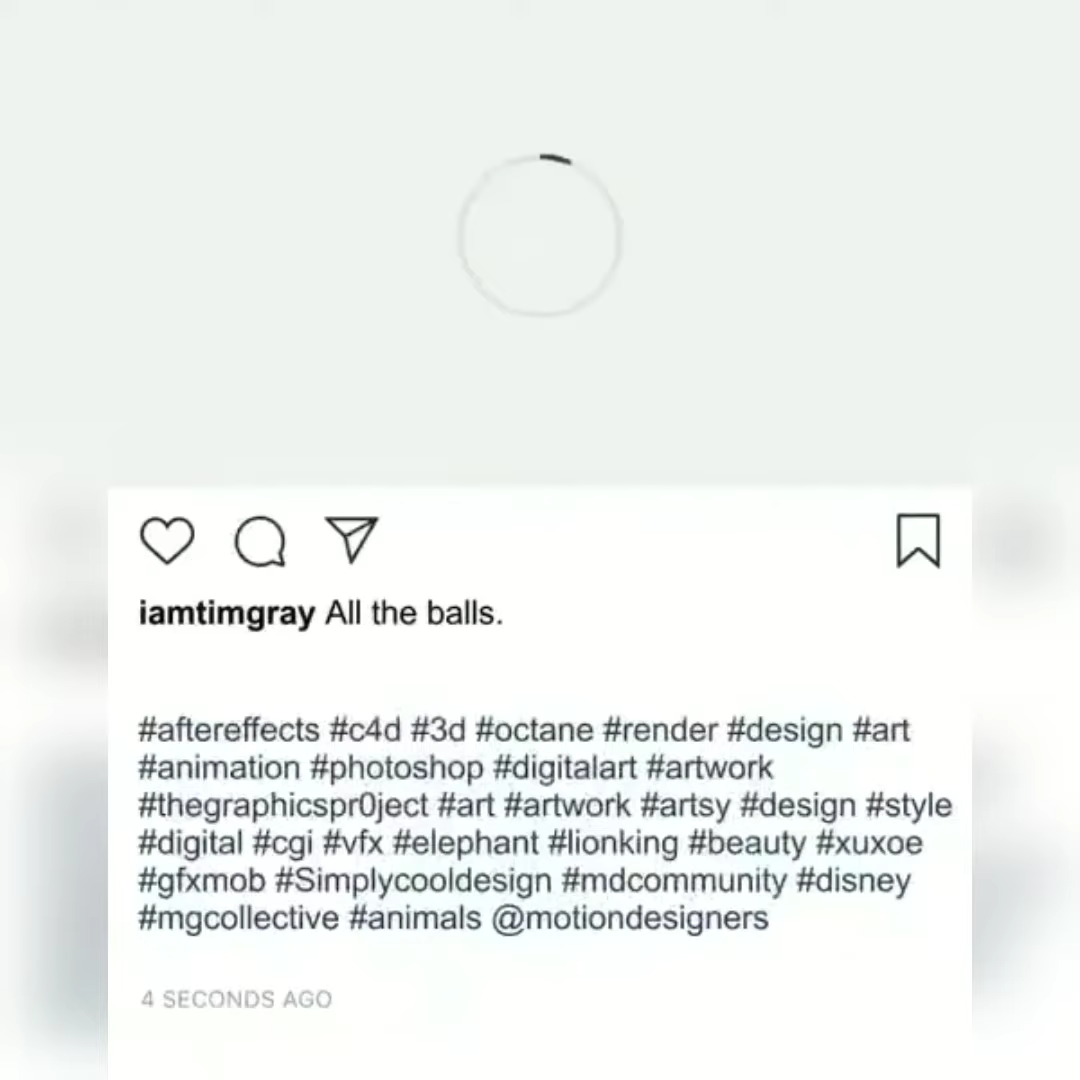 iamtimgray All the balls.
#aftereffects #c4d #3d #octane #render #design #art
#animation #photoshop #digitalart #artwork
#thegraphicspr0ject #art #artwork #artsy #design #style
#digital #cgi #vfx #elephant #lionking #beauty #xuxoe
#gfxmob #Simplycooldesign #mdcommunity #disney
#mgcollective #animals @motiondesigners
4 SECONDS AGO